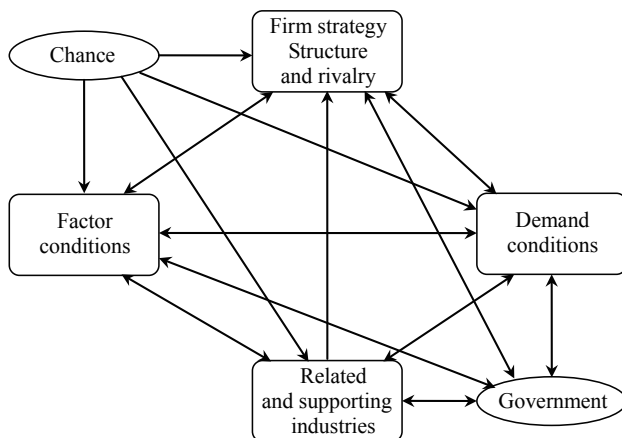 Chance
Firm strategy
Structure
and rivalry
Factor
conditions
Demand
conditions
Related
and supporting
industries
Government